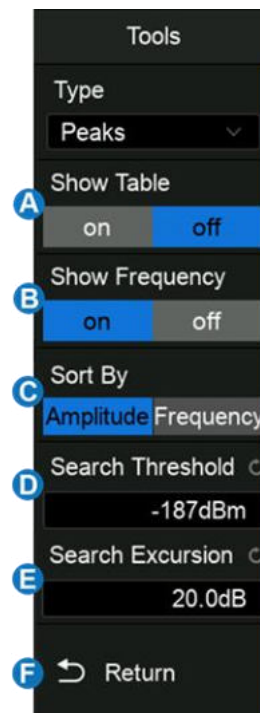 Tools
Type
Peaks
A
Show Table
on off
B
Show Frequency
on off
C
Sort By
Amplitude Frequency
D
Search Threshold
-187dBm
E
Search Excursion
20.0dB
F Return